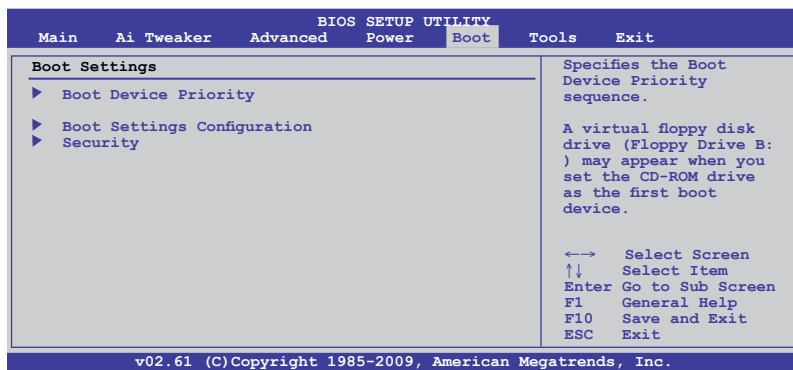 BIOS SETUP UTILITY
Main Ai Tweaker Advanced Power Boot Tools Exit
Boot Settings
Boot Device Priority
Boot Settings Configuration
Security
Specifies the Boot
Device Priority
sequence.
A virtual floppy disk
drive (Floppy Drive B:
) may appear when you
set the CD-ROM drive
as the first boot
device.
←→ Select Screen
↑↓ Select Item
Enter Go to Sub Screen
F1 General Help
F10 Save and Exit
ESC Exit
v02.61 (C)Copyright 1985-2009, American Megatrends, Inc.